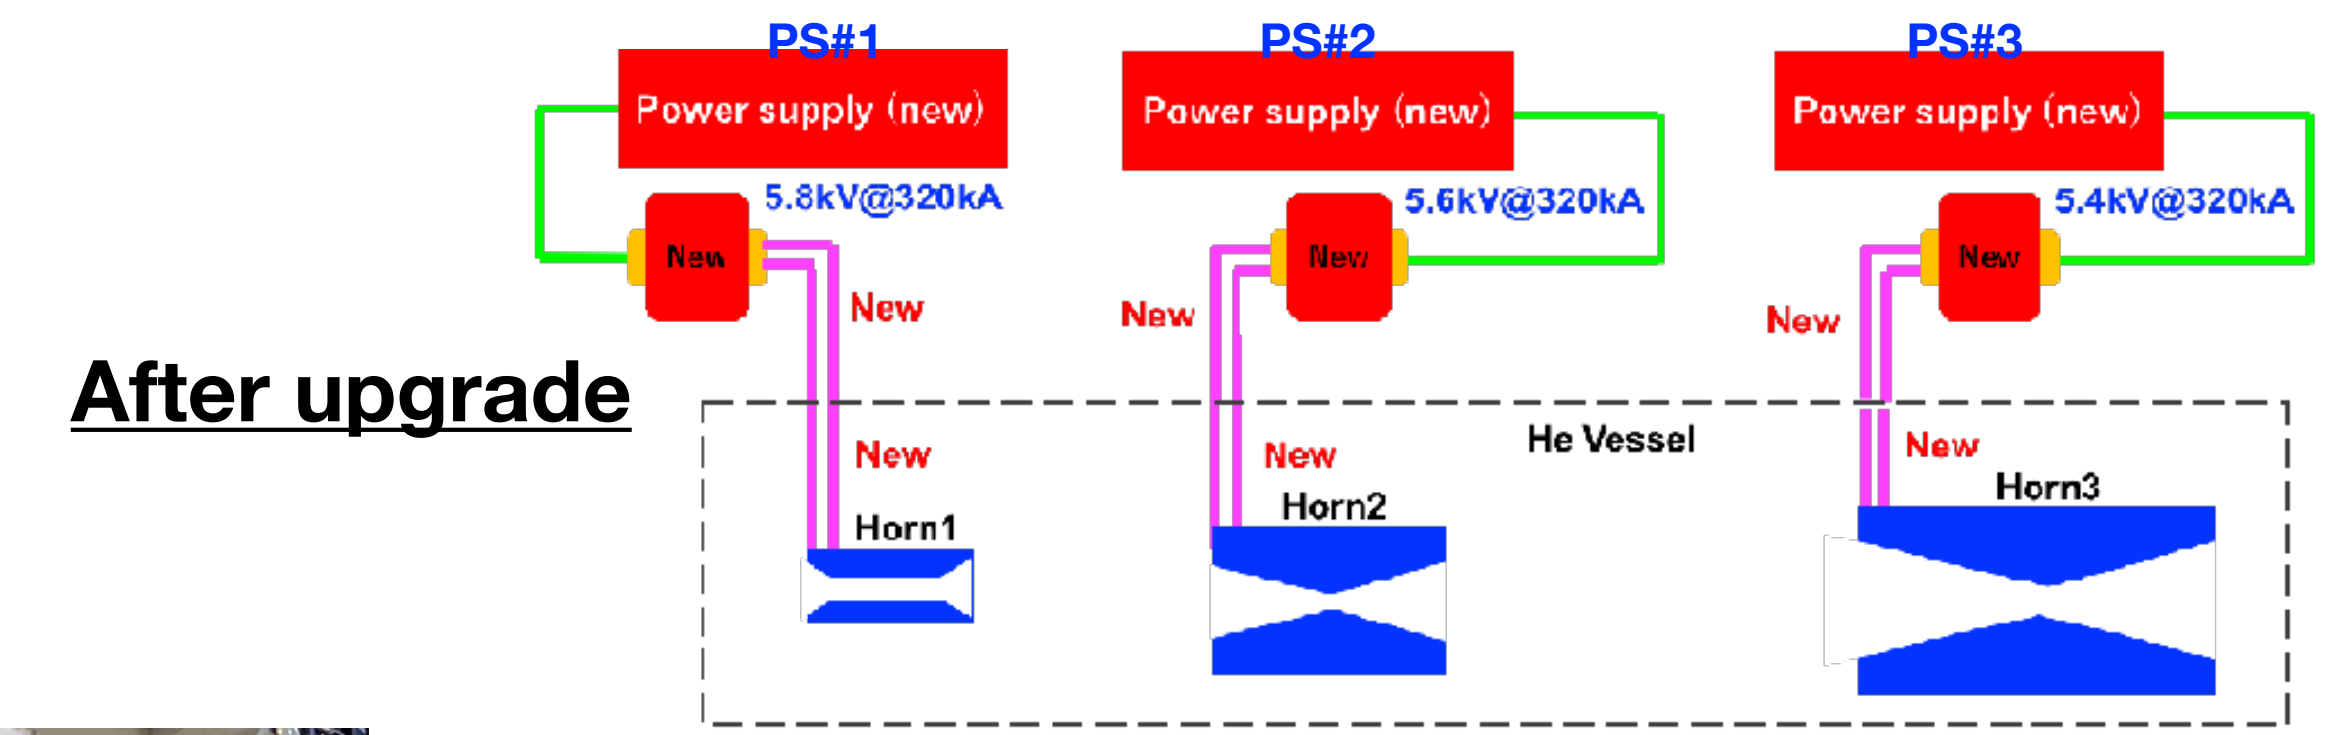 PS#1
PS#2
PS#3
Power supply (new)
Power supply (new)
Power supply (new)
5.8kV@320kA
5.6kV@320kA
5.4kV@320kA
New
New
New
New
New
New
After upgrade
He Vessel
New
New
New
Horn1
Horn2
Horn3